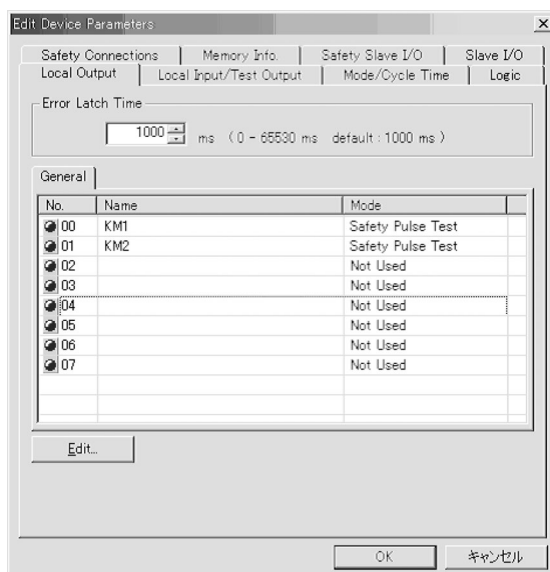 Edit Device Parameters
Safety Connections Memory Info. Safety Slave I/O Slave I/O
Local Output Local Input/Test Output Mode/Cycle Time Logic
Error Latch Time
1000 ms ( 0 - 65530 ms default : 1000 ms )
General
No. Name Mode
00 KM1 Safety Pulse Test
01 KM2 Safety Pulse Test
02 Not Used
03 Not Used
04 Not Used
05 Not Used
06 Not Used
07 Not Used
Edit...
OK キャンセル